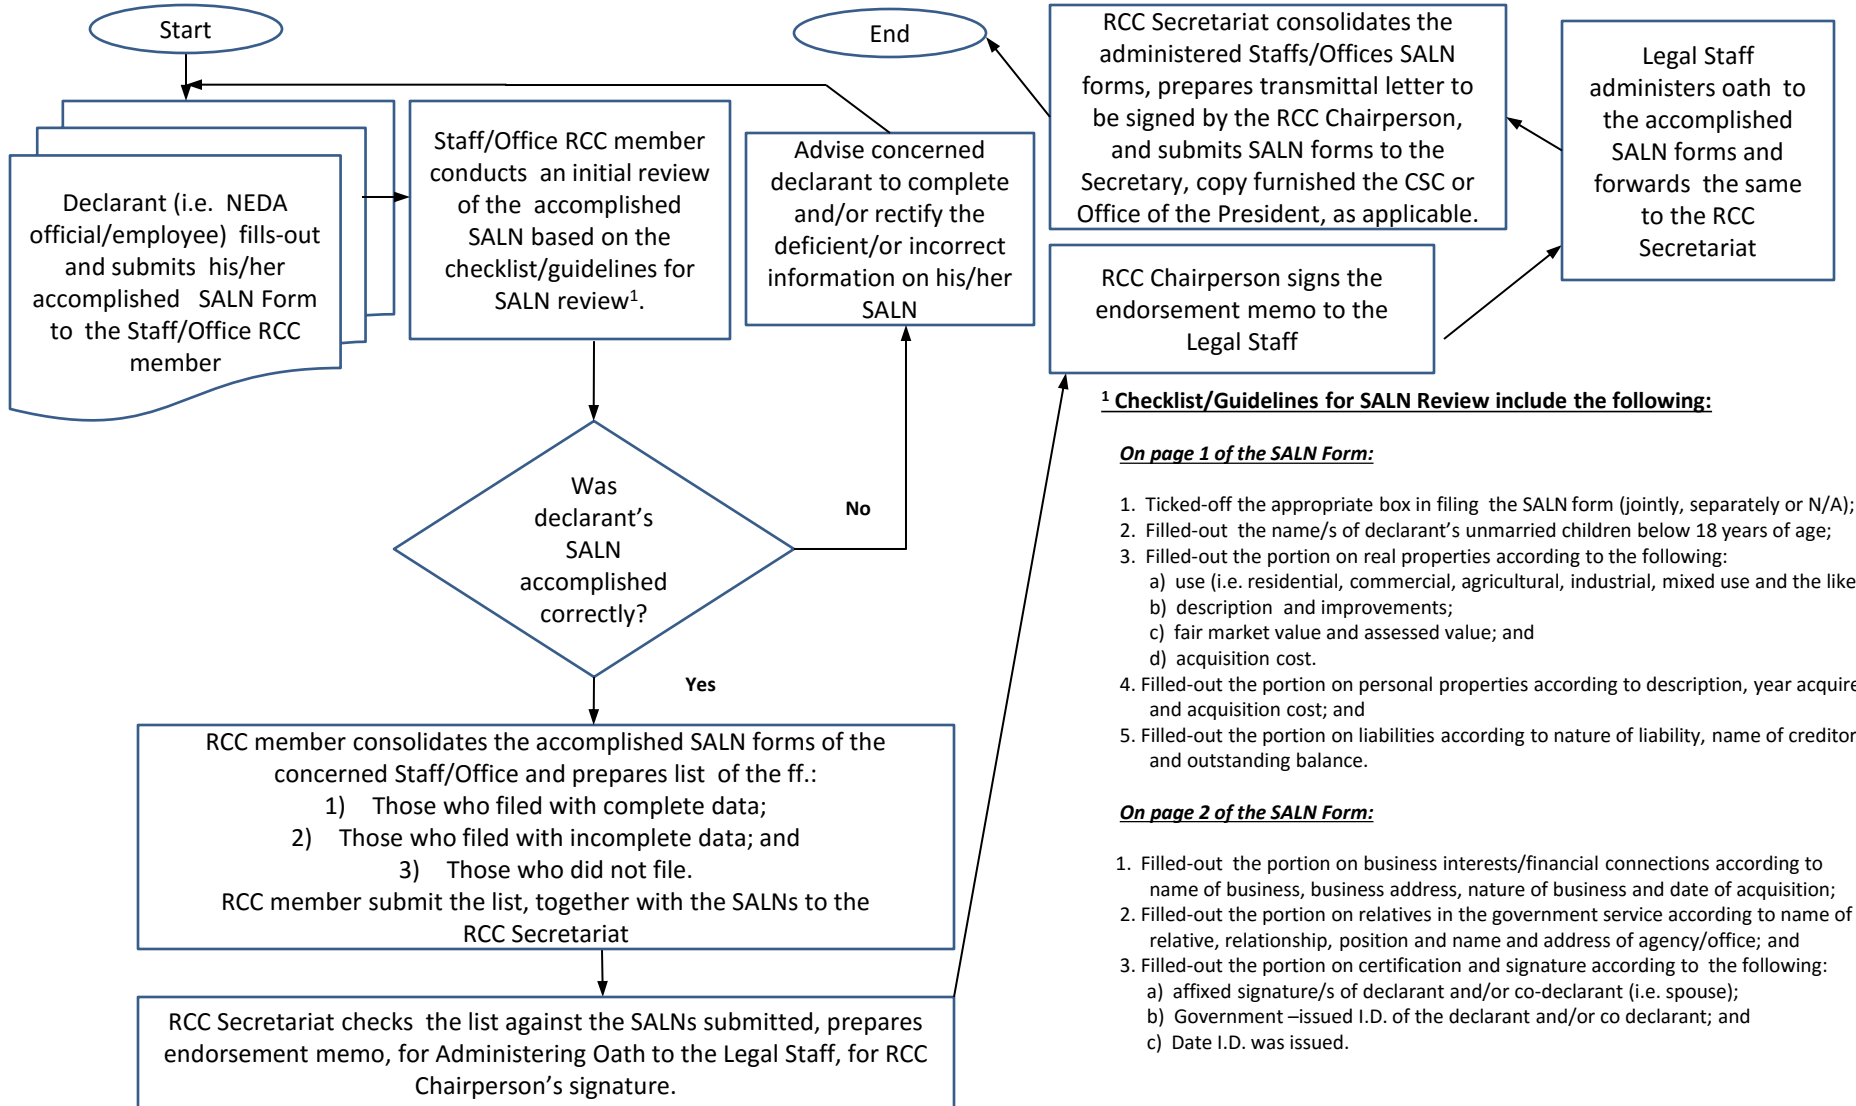 Start
Declarant (i.e. NEDA
official/employee) fills-out
and submits his/her
accomplished SALN Form
to the Staff/Office RCC
member
Staff/Office RCC member
conducts an initial review
of the accomplished
SALN based on the
checklist/guidelines for
SALN review1.
Was
declarant’s
SALN
accomplished
correctly?
No
Advise concerned
declarant to complete
and/or rectify the
deficient/or incorrect
information on his/her
SALN
Yes
RCC member consolidates the accomplished SALN forms of the
concerned Staff/Office and prepares list of the ff.:
1) Those who filed with complete data;
2) Those who filed with incomplete data; and
3) Those who did not file.
RCC member submit the list, together with the SALNs to the
RCC Secretariat
RCC Secretariat checks the list against the SALNs submitted, prepares
endorsement memo, for Administering Oath to the Legal Staff, for RCC
Chairperson’s signature.
RCC Chairperson signs the
endorsement memo to the
Legal Staff
Legal Staff
administers oath to
the accomplished
SALN forms and
forwards the same
to the RCC
Secretariat
RCC Secretariat consolidates the
administered Staffs/Offices SALN
forms, prepares transmittal letter to
be signed by the RCC Chairperson,
and submits SALN forms to the
Secretary, copy furnished the CSC or
Office of the President, as applicable.
End
1 Checklist/Guidelines for SALN Review include the following:
On page 1 of the SALN Form:
1. Ticked-off the appropriate box in filing the SALN form (jointly, separately or N/A);
2. Filled-out the name/s of declarant’s unmarried children below 18 years of age;
3. Filled-out the portion on real properties according to the following:
a) use (i.e. residential, commercial, agricultural, industrial, mixed use and the like
b) description and improvements;
c) fair market value and assessed value; and
d) acquisition cost.
4. Filled-out the portion on personal properties according to description, year acquire
and acquisition cost; and
5. Filled-out the portion on liabilities according to nature of liability, name of creditor
and outstanding balance.
On page 2 of the SALN Form:
1. Filled-out the portion on business interests/financial connections according to
name of business, business address, nature of business and date of acquisition;
2. Filled-out the portion on relatives in the government service according to name of
relative, relationship, position and name and address of agency/office; and
3. Filled-out the portion on certification and signature according to the following:
a) affixed signature/s of declarant and/or co-declarant (i.e. spouse);
b) Government –issued I.D. of the declarant and/or co declarant; and
c) Date I.D. was issued.